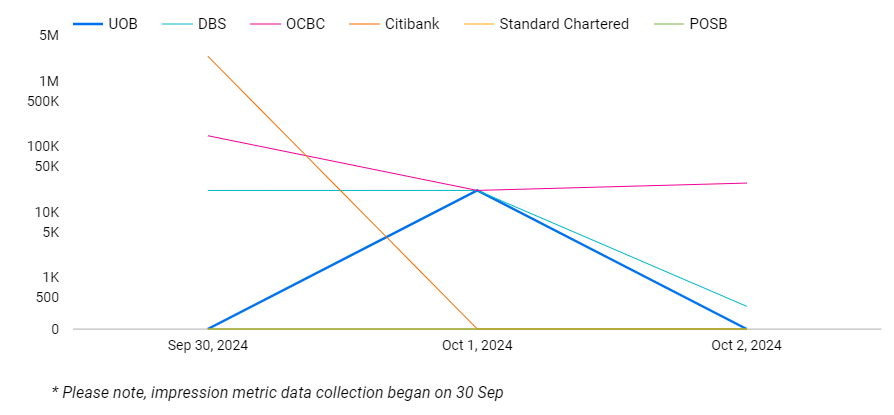 UOB DBS OCBC Citibank Standard Chartered POSB
5M
1M
500K
100K
50K
10K
5K
1K
500
0
Sep 30, 2024 Oct 1, 2024 Oct 2, 2024
* Please note, impression metric data collection began on 30 Sep